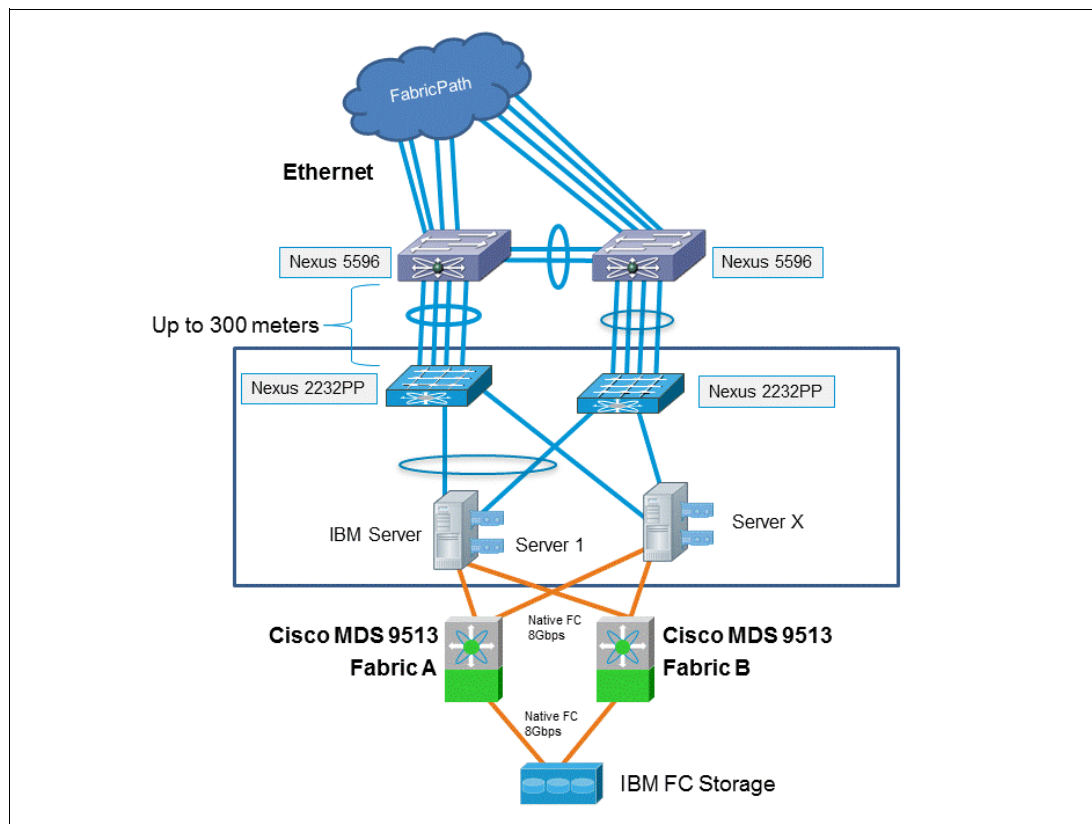 FabricPath
Ethernet
Nexus 5596
Nexus 5596
Up to 300 meters
Nexus 2232PP
Nexus 2232PP
IBM Server
Server 1
Server X
Cisco MDS 9513
Fabric A
Native FC
8Gbps
Cisco MDS 9513
Fabric B
Native FC
8Gbps
IBM FC Storage